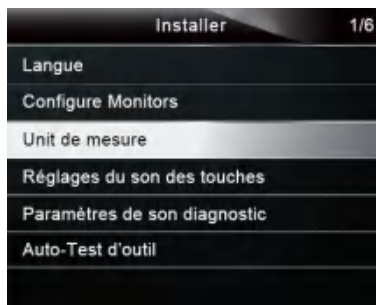 Installer 1/6
Langue
Configure Monitors
Unit de mesure
Réglages du son des touches
Paramètres de son diagnostic
Auto-Test d'outil